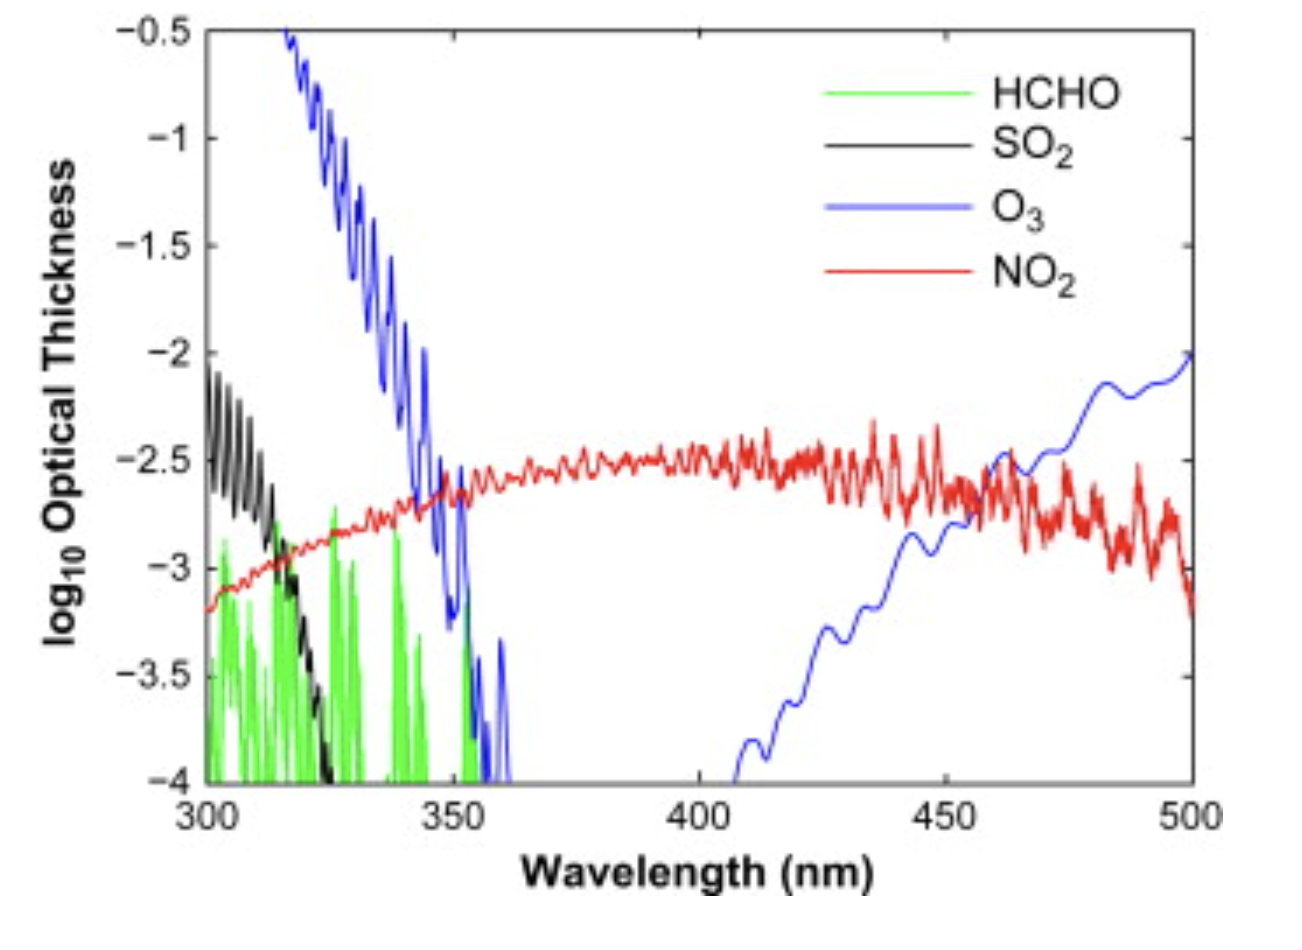 −0.5
−1
−1.5
−2
−2.5
−3
−3.5
−4
log₁₀ Optical Thickness
HCHO
SO₂
O₃
NO₂
300 350 400 450 500
Wavelength (nm)